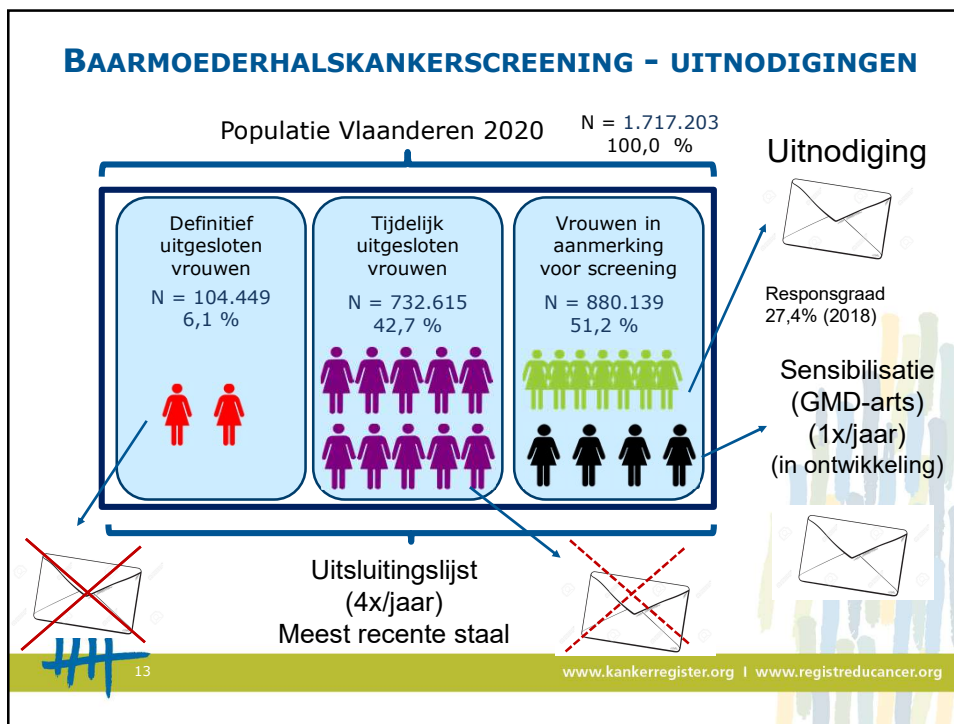 BAARMOEDERHALSKANKERSCREENING - UITNODIGINGEN
Populatie Vlaanderen 2020
N = 1.717.203
100,0 %
Definitief
uitgesloten
vrouwen
N = 104.449
6,1 %
Tijdelijk
uitgesloten
vrouwen
N = 732.615
42,7 %
Vrouwen in
aanmerking
voor screening
N = 880.139
51,2 %
Uitnodiging
Responsgraad
27,4% (2018)
Sensibilisatie
(GMD-arts)
(1x/jaar)
(in ontwikkeling)
Uitsluitingslijst
(4x/jaar)
Meest recente staal
13
www.kankerregister.org I www.registreducancer.org